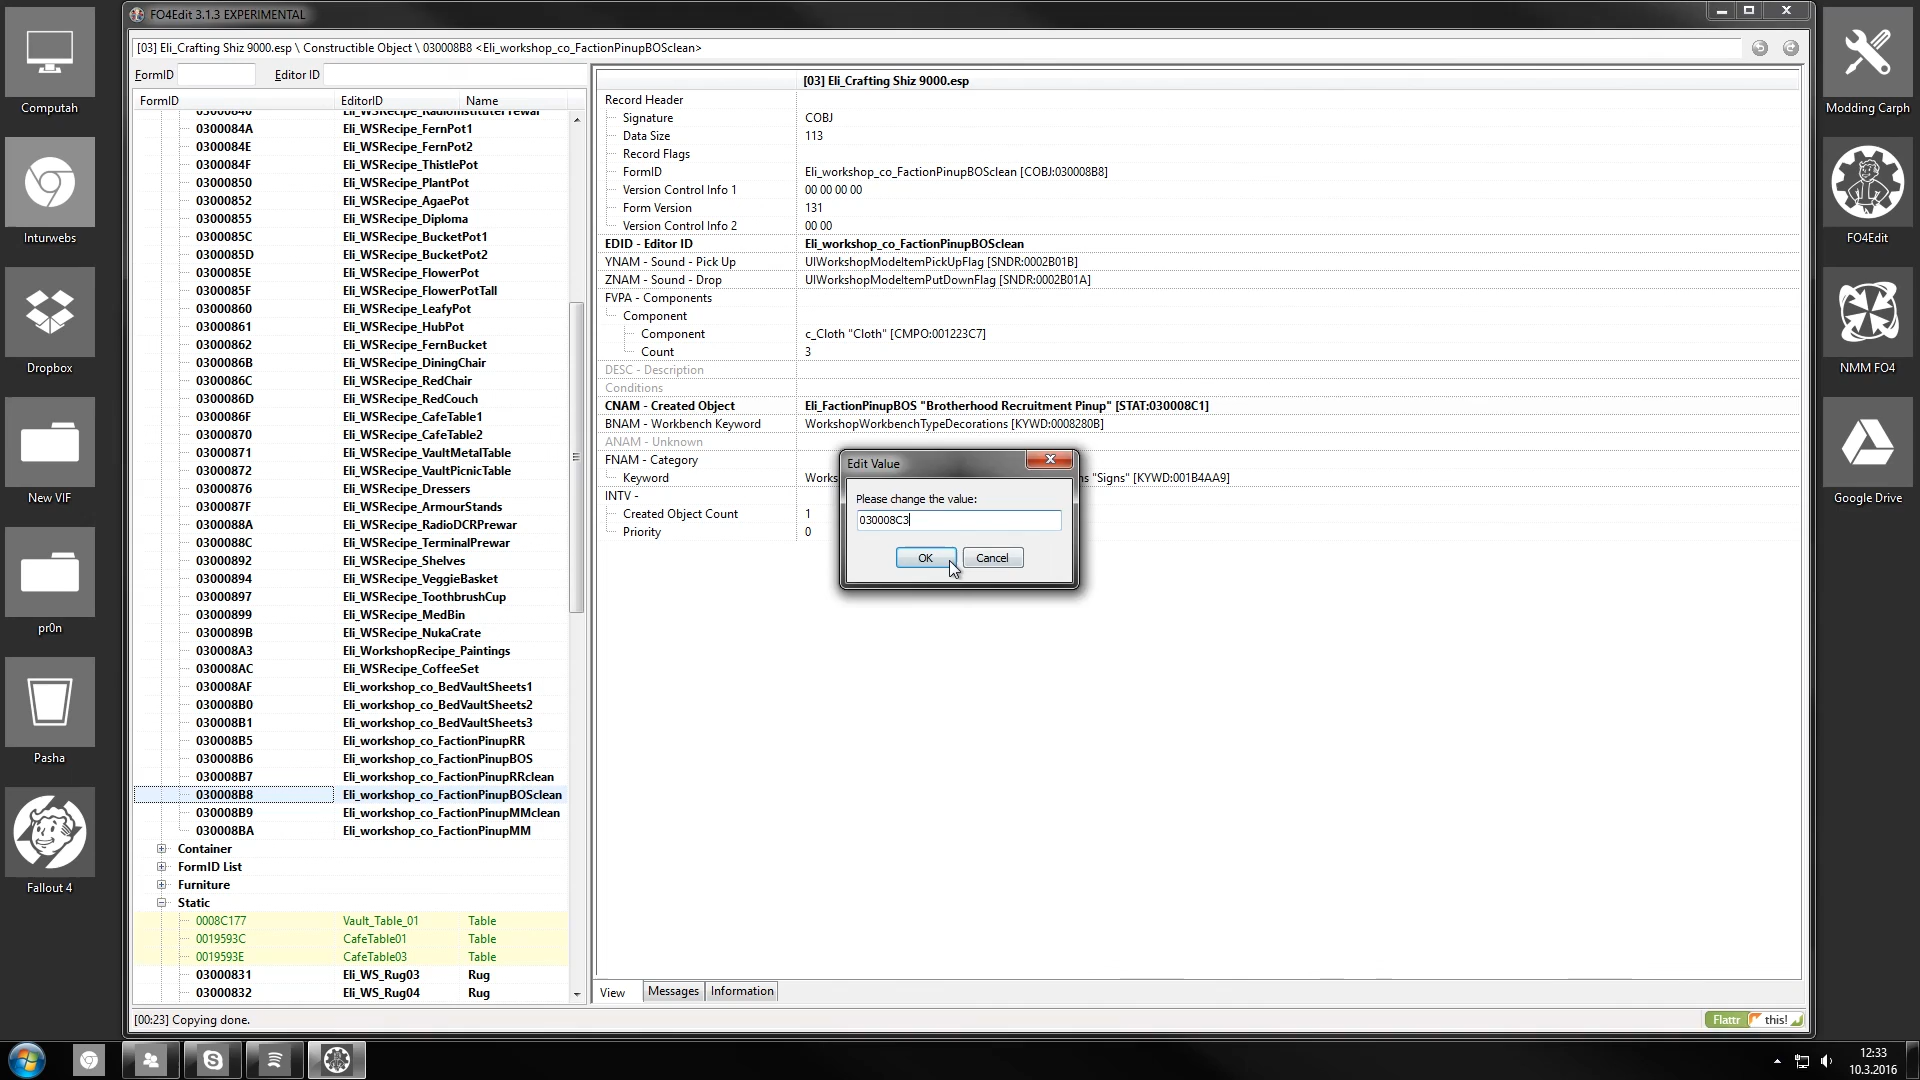 FO4Edit 3.1.3 EXPERIMENTAL
[03] Eli_Crafting Shiz 9000.esp \ Constructible Object \ 030008B8 <Eli_workshop_co_FactionPinupBOSclean>
FormID
Editor ID
FormID EditorID Name
03000840 Eli_WSRecipe_RadioInstitutePrewar
0300084A Eli_WSRecipe_FernPot1
0300084E Eli_WSRecipe_FernPot2
0300084F Eli_WSRecipe_ThistlePot
03000850 Eli_WSRecipe_PlantPot
03000852 Eli_WSRecipe_AgaePot
03000855 Eli_WSRecipe_Diploma
0300085C Eli_WSRecipe_BucketPot1
0300085D Eli_WSRecipe_BucketPot2
0300085E Eli_WSRecipe_FlowerPot
0300085F Eli_WSRecipe_FlowerPotTall
03000860 Eli_WSRecipe_LeafyPot
03000861 Eli_WSRecipe_HubPot
03000862 Eli_WSRecipe_FernBucket
0300086B Eli_WSRecipe_DiningChair
0300086C Eli_WSRecipe_RedChair
0300086D Eli_WSRecipe_RedCouch
0300086F Eli_WSRecipe_CafeTable1
03000870 Eli_WSRecipe_CafeTable2
03000871 Eli_WSRecipe_VaultMetalTable
03000872 Eli_WSRecipe_VaultPicnicTable
03000876 Eli_WSRecipe_Dressers
0300087F Eli_WSRecipe_ArmourStands
0300088A Eli_WSRecipe_RadioDCRPrewar
0300088C Eli_WSRecipe_TerminalPrewar
03000892 Eli_WSRecipe_Shelves
03000894 Eli_WSRecipe_VeggieBasket
03000897 Eli_WSRecipe_ToothbrushCup
03000899 Eli_WSRecipe_MedBin
0300089B Eli_WSRecipe_NukaCrate
030008A3 Eli_WorkshopRecipe_Paintings
030008AC Eli_WSRecipe_CoffeeSet
030008AF Eli_workshop_co_BedVaultSheets1
030008B0 Eli_workshop_co_BedVaultSheets2
030008B1 Eli_workshop_co_BedVaultSheets3
030008B5 Eli_workshop_co_FactionPinupRR
030008B6 Eli_workshop_co_FactionPinupBOS
030008B7 Eli_workshop_co_FactionPinupRRclean
030008B8 Eli_workshop_co_FactionPinupBOSclean
030008B9 Eli_workshop_co_FactionPinupMMclean
030008BA Eli_workshop_co_FactionPinupMM
Container
FormID List
Furniture
Static
0008C177 Vault_Table_01 Table
0019593C CafeTable01 Table
0019593E CafeTable03 Table
03000831 Eli_WS_Rug03 Rug
03000832 Eli_WS_Rug04 Rug
[03] Eli_Crafting Shiz 9000.esp
Record Header
Signature COBJ
Data Size 113
Record Flags
FormID Eli_workshop_co_FactionPinupBOSclean [COBJ:030008B8]
Version Control Info 1 00 00 00 00
Form Version 131
Version Control Info 2 00 00
EDID - Editor ID Eli_workshop_co_FactionPinupBOSclean
YNAM - Sound - Pick Up UIWorkshopModeItemPickUpFlag [SNDR:0002B01B]
ZNAM - Sound - Drop UIWorkshopModeItemPutDownFlag [SNDR:0002B01A]
FVPA - Components
Component
Component c_Cloth "Cloth" [CMPO:001223C7]
Count 3
DESC - Description
Conditions
CNAM - Created Object Eli_FactionPinupBOS "Brotherhood Recruitment Pinup" [STAT:030008C1]
BNAM - Workbench Keyword WorkshopWorkbenchTypeDecorations [KYWD:0008280B]
ANAM - Unknown
FNAM - Category
Keyword Works ns "Signs" [KYWD:001B4AA9]
INTV -
Created Object Count 1
Priority 0
Edit Value
Please change the value:
030008C3
OK Cancel
View Messages Information
[00:23] Copying done.
Flattr this!
Computah
Inturwebs
Dropbox
New VIF
pr0n
Pasha
Fallout 4
Modding Carph
FO4Edit
NMM FO4
Google Drive
12:33
10.3.2016